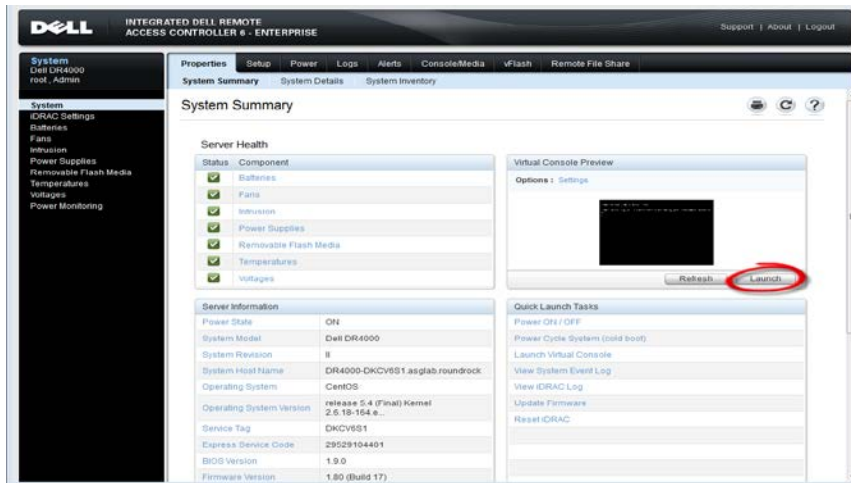 DELL
INTEGRATED DELL REMOTE
ACCESS CONTROLLER 6 - ENTERPRISE
Support | About | Logout
System
Dell DR4000
root , Admin
Properties Setup Power Logs Alerts Console/Media vFlash Remote File Share
System Summary System Details System Inventory
System
iDRAC Settings
Batteries
Fans
Intrusion
Power Supplies
Removable Flash Media
Temperatures
Voltages
Power Monitoring
System Summary
Server Health
Status Component
Batteries
Fans
Intrusion
Power Supplies
Removable Flash Media
Temperatures
Voltages
Virtual Console Preview
Options : Settings
Refresh Launch
Server Information
Power State ON
System Model Dell DR4000
System Revision II
System Host Name DR4000-DKCV6S1.asglab.roundrock
Operating System CentOS
Operating System Version release 5.4 (Final) Kernel
2.6.18-164.e...
Service Tag DKCV6S1
Express Service Code 29529104401
BIOS Version 1.9.0
Firmware Version 1.80 (Build 17)
Quick Launch Tasks
Power ON / OFF
Power Cycle System (cold boot)
Launch Virtual Console
View System Event Log
View iDRAC Log
Update Firmware
Reset iDRAC